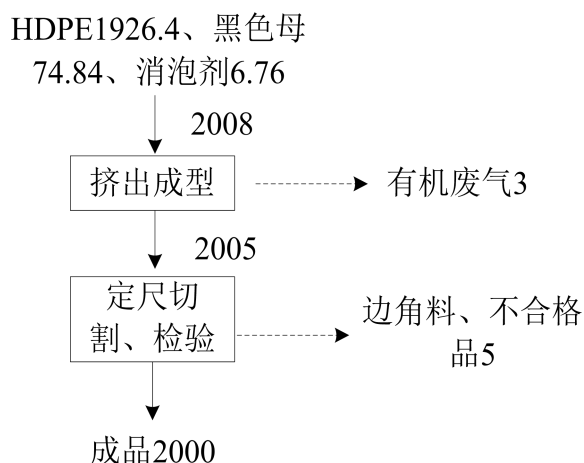 HDPE1926.4、黑色母
74.84、消泡剂6.76
2008
挤出成型
有机废气3
2005
定尺切
割、检验
边角料、不合格
品5
成品2000